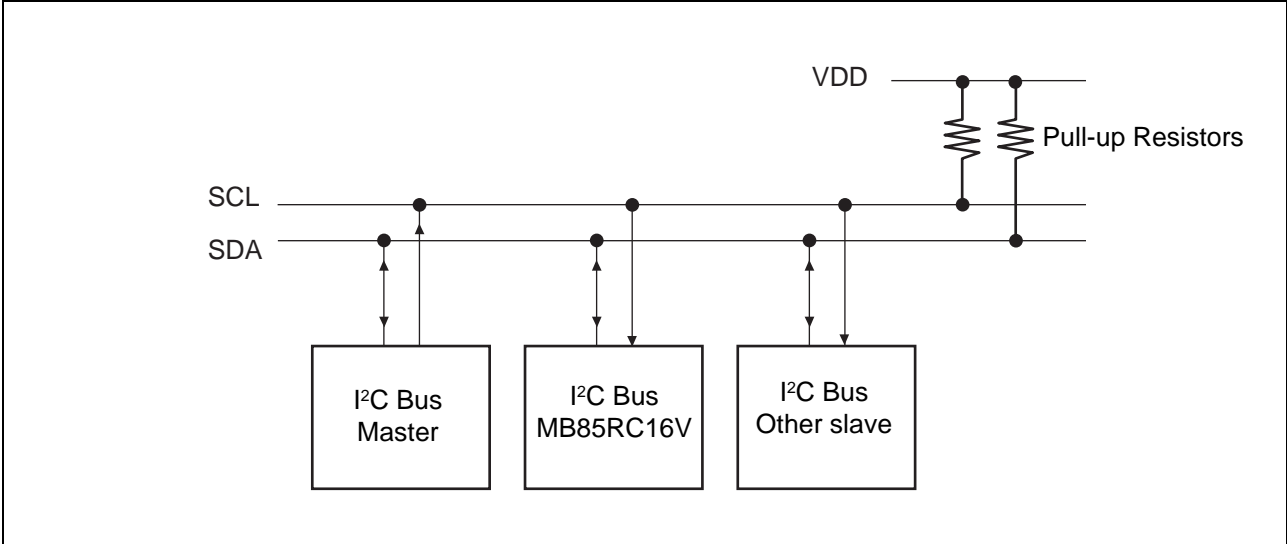 VDD
Pull-up Resistors
SCL
SDA
I²C Bus
Master
I²C Bus
MB85RC16V
I²C Bus
Other slave